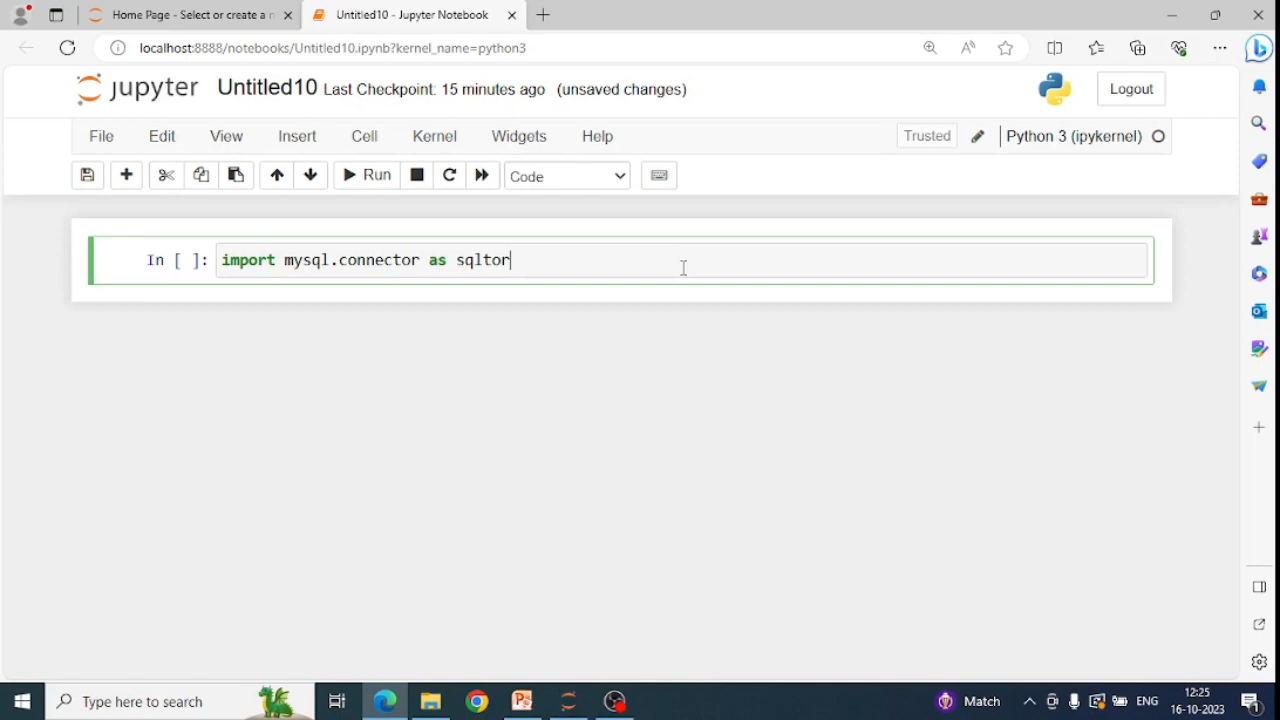 Home Page - Select or create a n
Untitled10 - Jupyter Notebook
localhost:8888/notebooks/Untitled10.ipynb?kernel_name=python3
jupyter Untitled10 Last Checkpoint: 15 minutes ago (unsaved changes)
Logout
File Edit View Insert Cell Kernel Widgets Help
Trusted
Python 3 (ipykernel)
Run
Code
In [ ]: import mysql.connector as sqltor
Type here to search
Match
ENG
12:25
16-10-2023
1